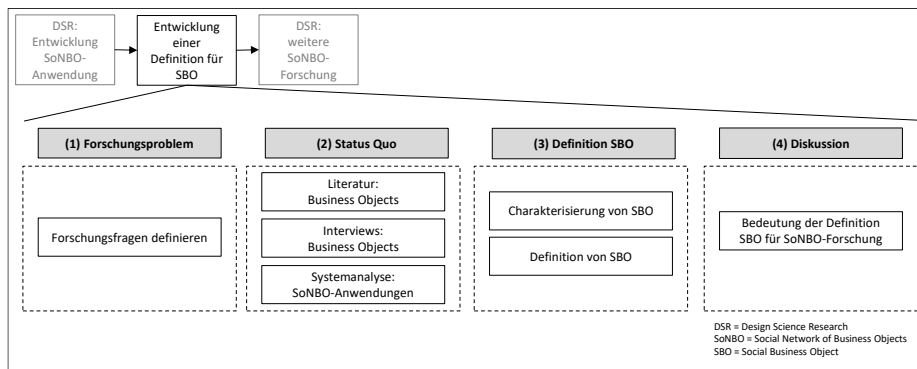 DSR:
Entwicklung
SoNBO-
Anwendung
Entwicklung
einer
Definition für
SBO
DSR:
weitere
SoNBO-
Forschung
(1) Forschungsproblem
(2) Status Quo
(3) Definition SBO
(4) Diskussion
Forschungsfragen definieren
Literatur:
Business Objects
Interviews:
Business Objects
Systemanalyse:
SoNBO-Anwendungen
Charakterisierung von SBO
Definition von SBO
Bedeutung der Definition
SBO für SoNBO-Forschung
DSR = Design Science Research
SoNBO = Social Network of Business Objects
SBO = Social Business Object